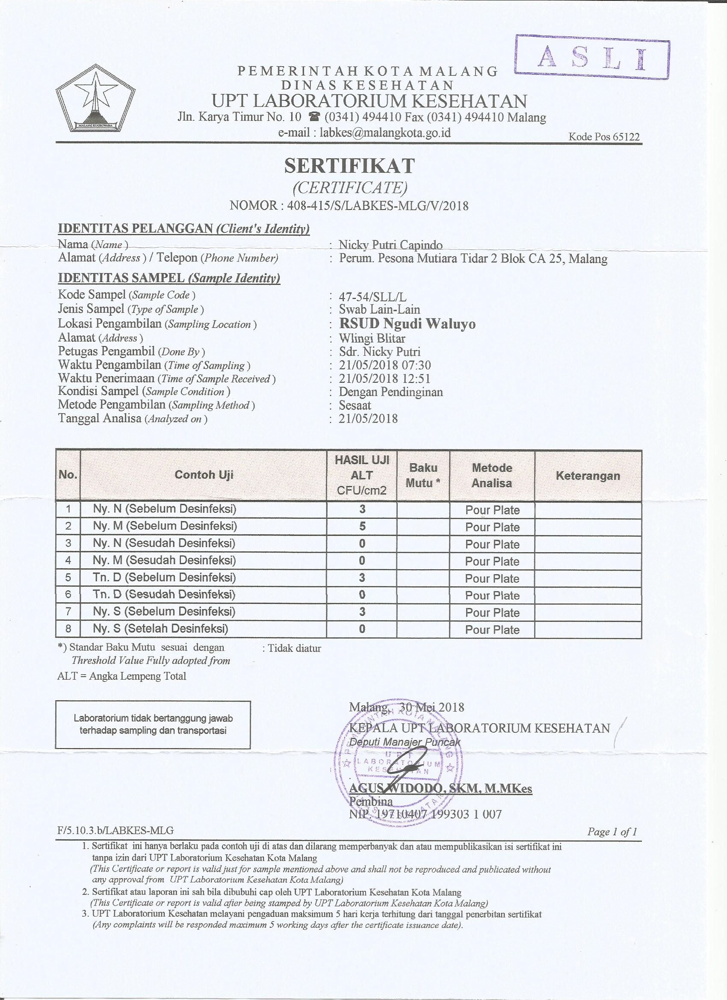 A S L I
PEMERINTAH KOTA MALANG
DINAS KESEHATAN
UPT LABORATORIUM KESEHATAN
Jln. Karya Timur No. 10 ☎ (0341) 494410 Fax (0341) 494410 Malang
e-mail : labkes@malangkota.go.id
Kode Pos 65122
SERTIFIKAT
(CERTIFICATE)
NOMOR : 408-415/S/LABKES-MLG/V/2018
IDENTITAS PELANGGAN (Client's Identity)
Nama (Name ) : Nicky Putri Capindo
Alamat (Address ) / Telepon (Phone Number) : Perum. Pesona Mutiara Tidar 2 Blok CA 25, Malang
IDENTITAS SAMPEL (Sample Identity)
Kode Sampel (Sample Code ) : 47-54/SLL/L
Jenis Sampel (Type of Sample ) : Swab Lain-Lain
Lokasi Pengambilan (Sampling Location ) : RSUD Ngudi Waluyo
Alamat (Address ) : Wlingi Blitar
Petugas Pengambil (Done By ) : Sdr. Nicky Putri
Waktu Pengambilan (Time of Sampling ) : 21/05/2018 07:30
Waktu Penerimaan (Time of Sample Received ) : 21/05/2018 12:51
Kondisi Sampel (Sample Condition ) : Dengan Pendinginan
Metode Pengambilan (Sampling Method ) : Sesaat
Tanggal Analisa (Analyzed on ) : 21/05/2018
No. Contoh Uji HASIL UJI ALT CFU/cm2 Baku Mutu * Metode Analisa Keterangan
1 Ny. N (Sebelum Desinfeksi) 3 Pour Plate
2 Ny. M (Sebelum Desinfeksi) 5 Pour Plate
3 Ny. N (Sesudah Desinfeksi) 0 Pour Plate
4 Ny. M (Sesudah Desinfeksi) 0 Pour Plate
5 Tn. D (Sebelum Desinfeksi) 3 Pour Plate
6 Tn. D (Sesudah Desinfeksi) 0 Pour Plate
7 Ny. S (Sebelum Desinfeksi) 3 Pour Plate
8 Ny. S (Setelah Desinfeksi) 0 Pour Plate
*) Standar Baku Mutu sesuai dengan : Tidak diatur
Threshold Value Fully adopted from
ALT = Angka Lempeng Total
Laboratorium tidak bertanggung jawab
terhadap sampling dan transportasi
Malang, 30 Mei 2018
KEPALA UPT LABORATORIUM KESEHATAN
Deputi Manajer Puncak
PEMERINTAH KOTA MALANG
UPT
LABORATORIUM
KESEHATAN
AGUS WIDODO, SKM, M.MKes
Pembina
NIP. 19710407 199303 1 007
F/5.10.3.b/LABKES-MLG
Page 1 of 1
1. Sertifikat ini hanya berlaku pada contoh uji di atas dan dilarang memperbanyak dan atau mempublikasikan isi sertifikat ini
tanpa izin dari UPT Laboratorium Kesehatan Kota Malang
(This Certificate or report is valid just for sample mentioned above and shall not be reproduced and publicated without
any approval from UPT Laboratorium Kesehatan Kota Malang)
2. Sertifikat atau laporan ini sah bila dibubuhi cap oleh UPT Laboratorium Kesehatan Kota Malang
(This Certificate or report is valid after being stamped by UPT Laboratorium Kesehatan Kota Malang)
3. UPT Laboratorium Kesehatan melayani pengaduan maksimum 5 hari kerja terhitung dari tanggal penerbitan sertifikat
(Any complaints will be responded maximum 5 working days after the certificate issuance date).